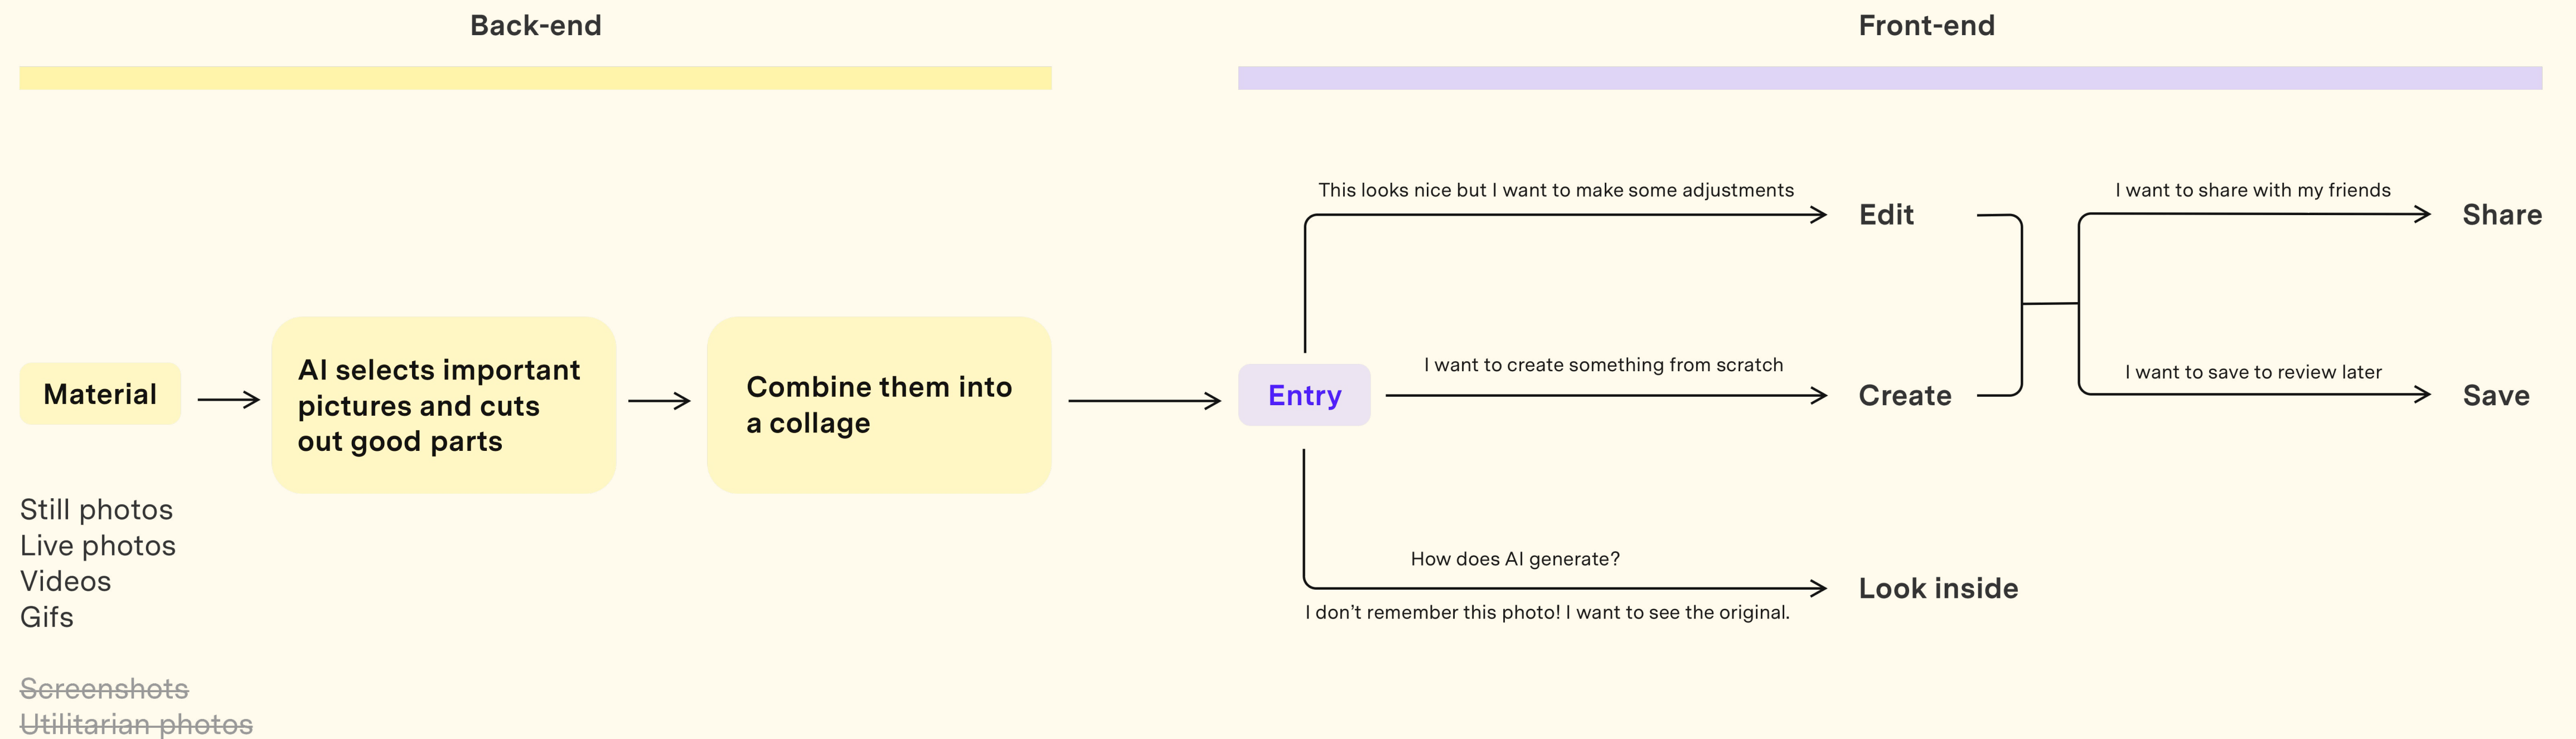 Back-end
Front-end
Material
AI selects important
pictures and cuts
out good parts
Combine them into
a collage
Still photos
Live photos
Videos
Gifs
Screenshots
Utilitarian photos
Entry
This looks nice but I want to make some adjustments
Edit
I want to create something from scratch
Create
How does AI generate?
I don’t remember this photo! I want to see the original.
Look inside
I want to share with my friends
Share
I want to save to review later
Save